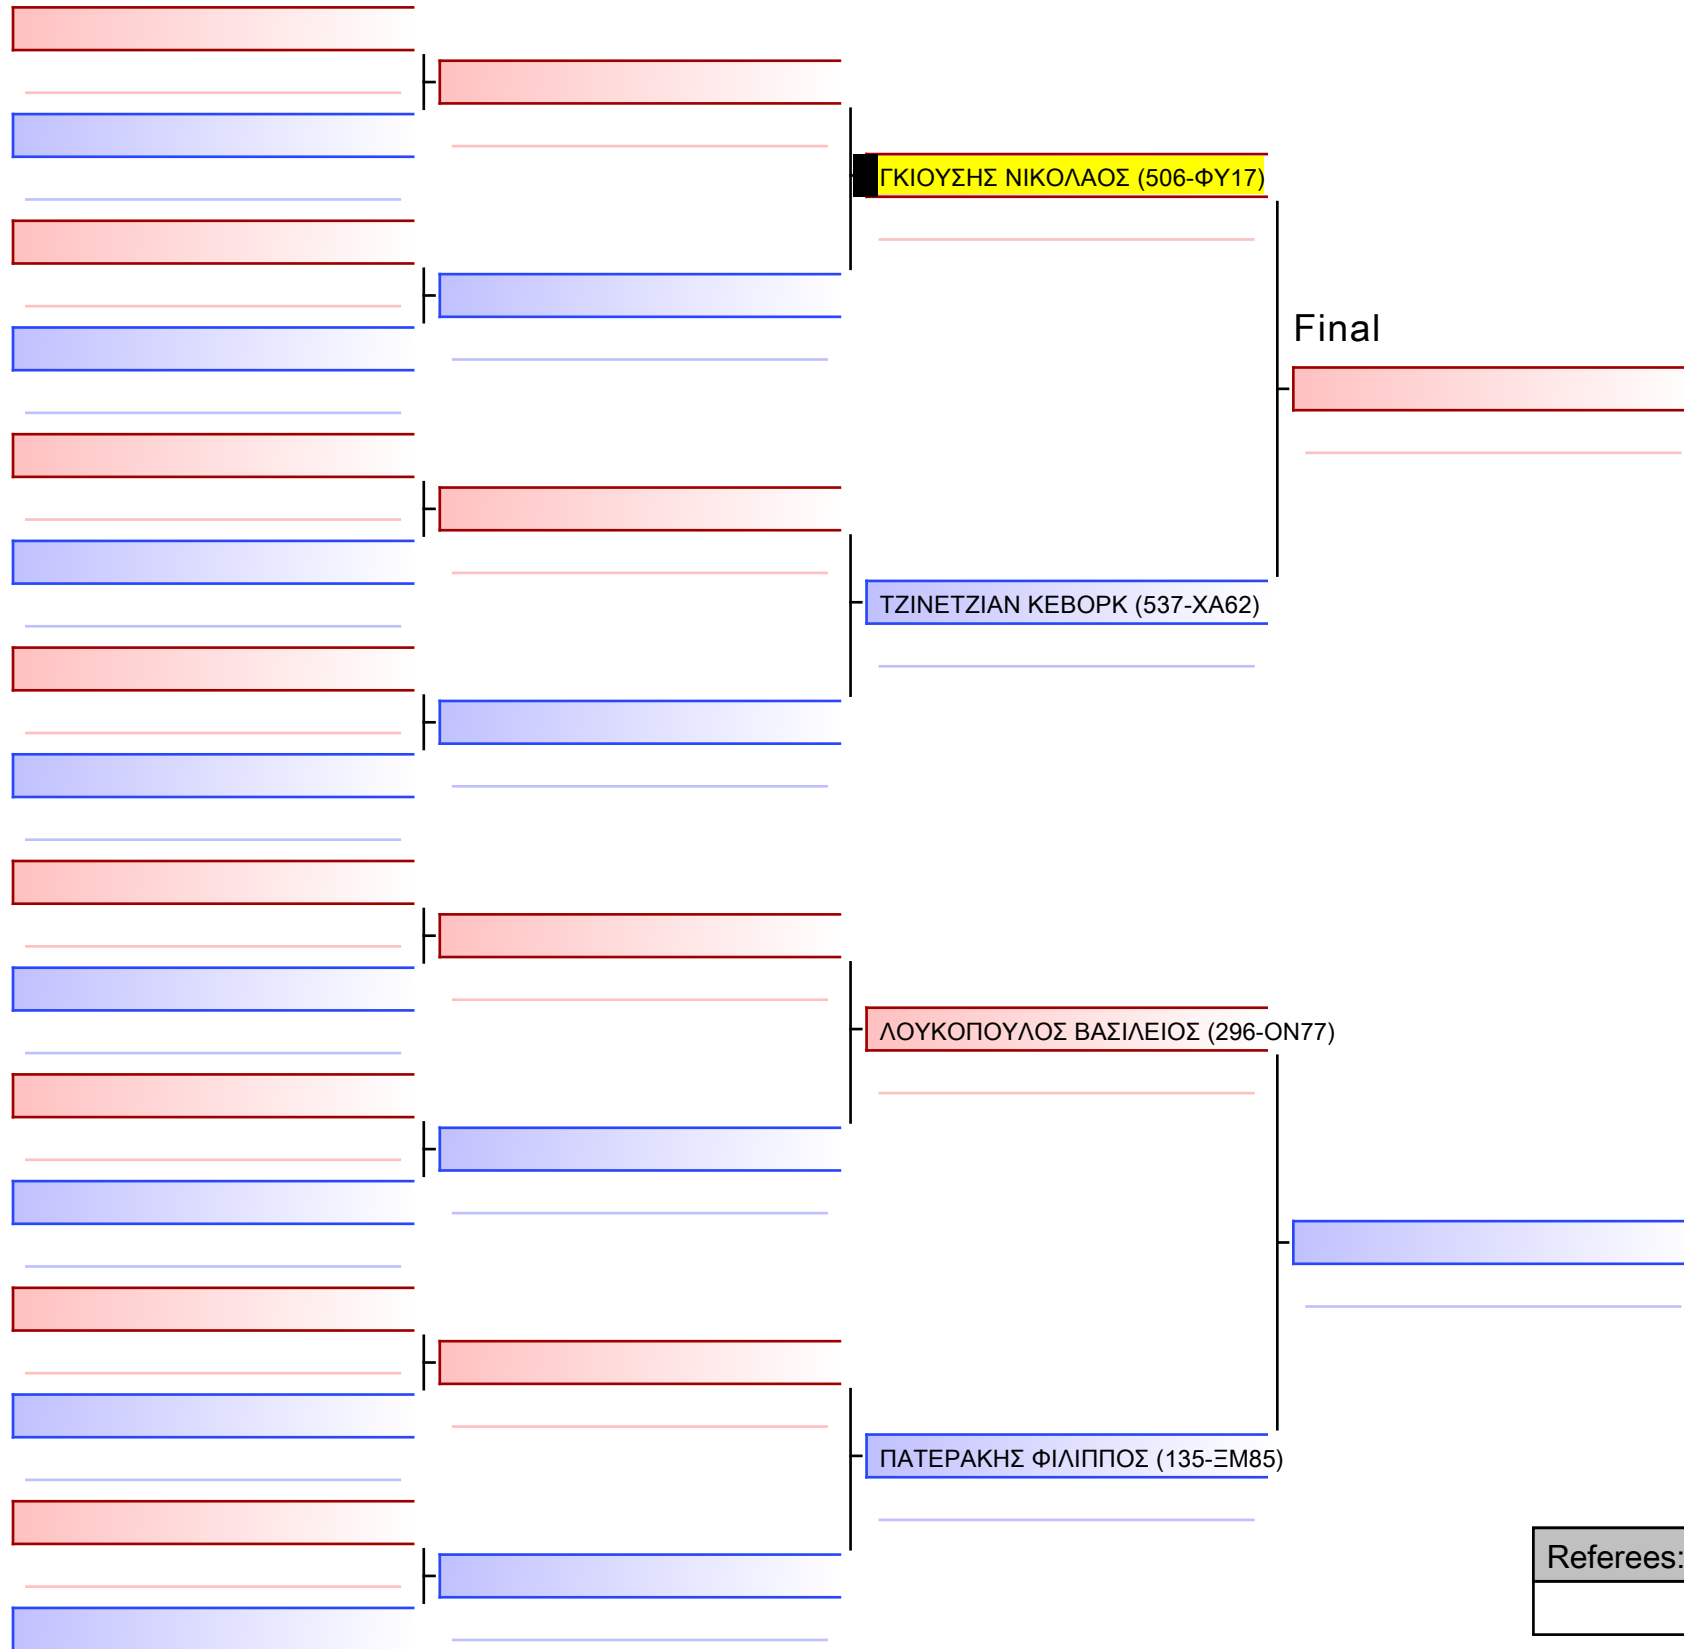 ΓΚΙΟΥΣΗΣ ΝΙΚΟΛΑΟΣ (506-ΦΥ17)
Final
ΤΖΙΝΕΤΖΙΑΝ ΚΕΒΟΡΚ (537-ΧΑ62)
ΛΟΥΚΟΠΟΥΛΟΣ ΒΑΣΙΛΕΙΟΣ (296-ΟΝ77)
ΠΑΤΕΡΑΚΗΣ ΦΙΛΙΠΠΟΣ (135-ΞΜ85)
Referees: